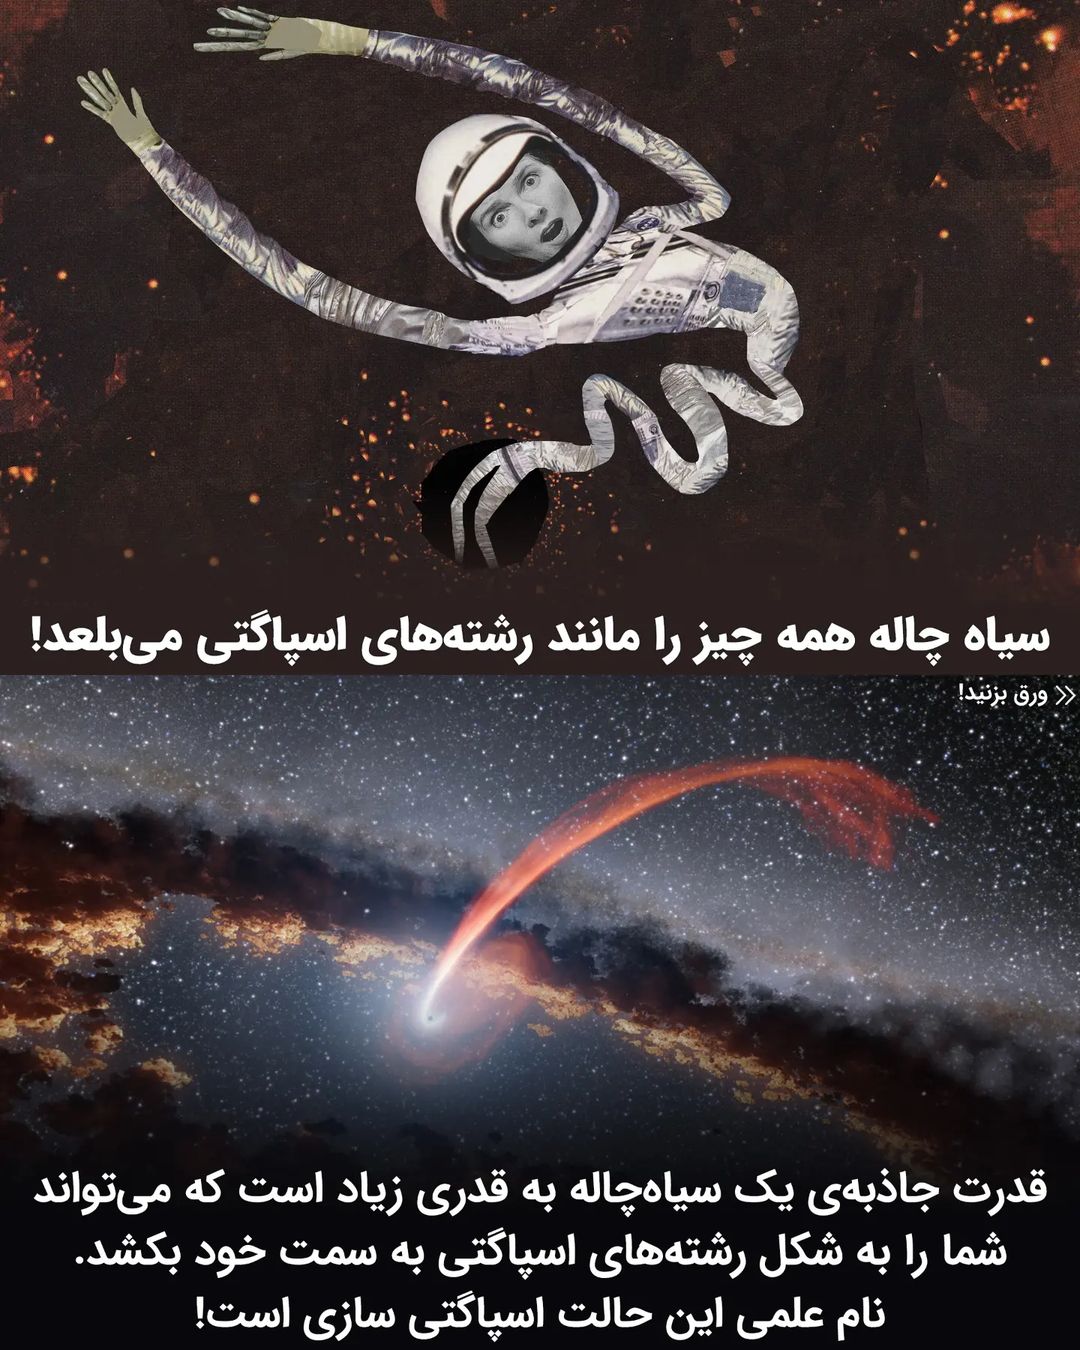 سیاه چاله همه چیز را مانند رشته‌های اسپاگتی می‌بلعد!
» ورق بزنید!
قدرت جاذبه‌ی یک سیاه‌چاله به قدری زیاد است که می‌تواند
شما را به شکل رشته‌های اسپاگتی به سمت خود بکشد.
نام علمی این حالت اسپاگتی سازی است!